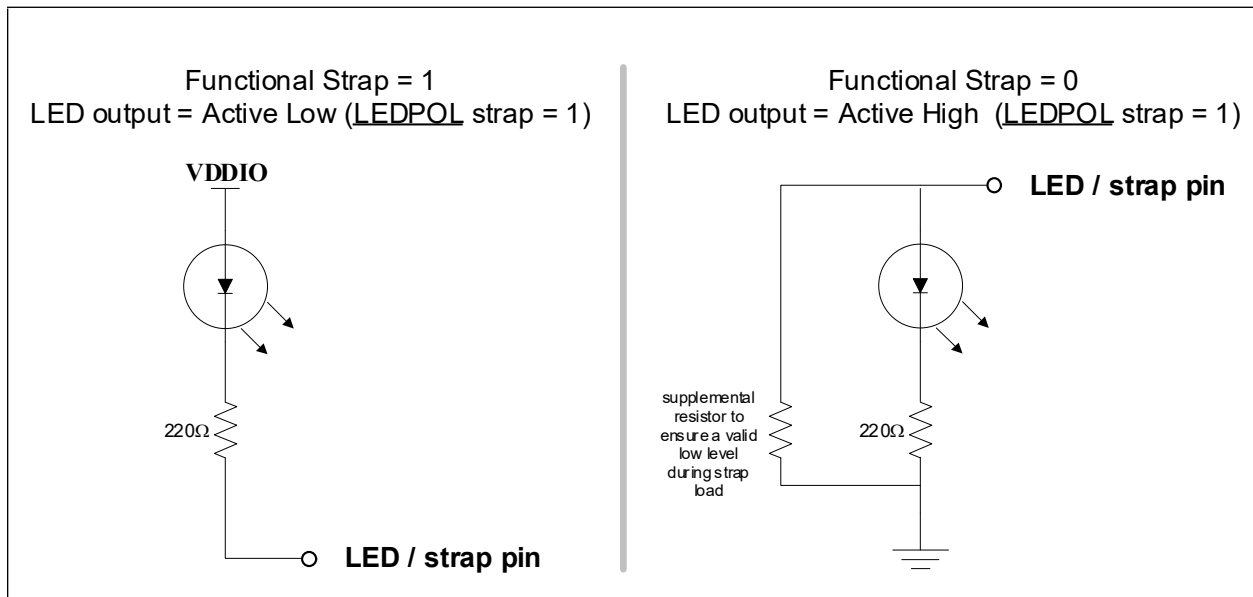 Functional Strap = 1
LED output = Active Low (LEDPOL strap = 1)
VDDIO
220Ω
LED / strap pin
Functional Strap = 0
LED output = Active High (LEDPOL strap = 1)
LED / strap pin
supplemental
resistor to
ensure a valid
low level
during strap
load
220Ω